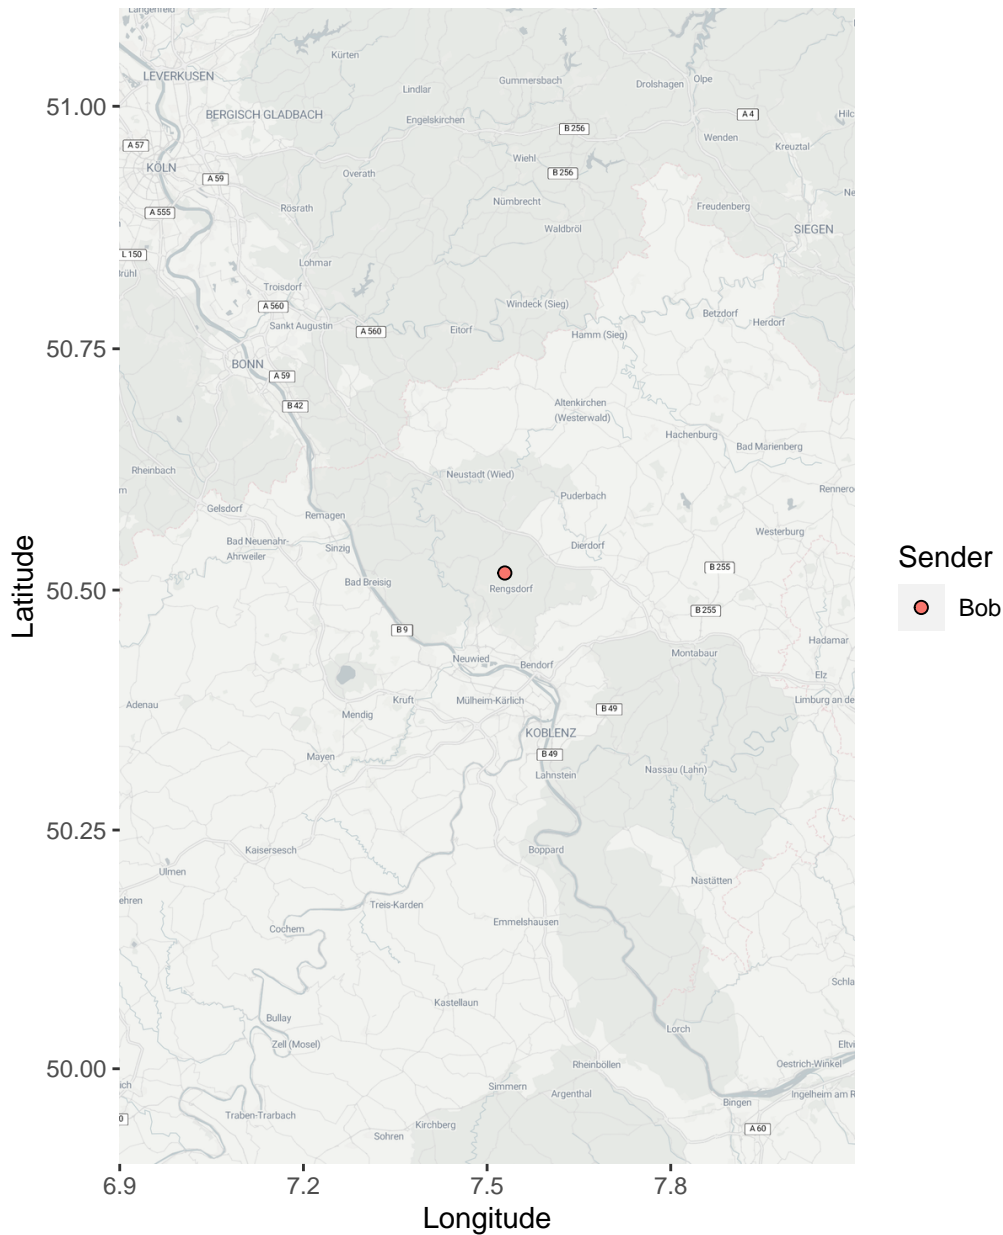 Langenfeld
Kürten
LEVERKUSEN
Gummersbach
Drolshagen
Olpe
Lindlar
51.00
BERGISCH GLADBACH
A 4
Engelskirchen
B 256
Wenden
A 57
Kreuztal
KÖLN
Wiehl
Overath
B 256
A 59
Nümbrecht
Freudenberg
Rösrath
A 555
Waldbröl
SIEGEN
L 150
Lohmar
Troisdorf
Windeck (Sieg)
A 560
Betzdorf
Herdorf
Sankt Augustin
A 560
Eitorf
Hamm (Sieg)
50.75
BONN
A 59
B 42
Altenkirchen
(Westerwald)
Hachenburg
Bad Marienberg
Rheinbach
Neustadt (Wied)
Puderbach
Gelsdorf
Remagen
Westerburg
Bad Neuenahr-
Ahrweiler
Sinzig
Dierdorf
Sender
B 255
Bad Breisig
50.50
Rengsdorf
Bob
B 255
B 9
Hadamar
Montabaur
Neuwied
Bendorf
Elz
Adenau
Kruft
Mülheim-Kärlich
Limburg an de
B 49
Mendig
KOBLENZ
Mayen
B 49
Lahnstein
Nassau (Lahn)
50.25
Kaisersesch
Boppard
Ulmen
Nastätten
Treis-Karden
Emmelshausen
Cochem
Kastellaun
Bullay
Lorch
Zell (Mosel)
50.00
Rheinböllen
Oestrich-Winkel
Simmern
Argenthal
Ingelheim am R
Bingen
Traben-Trarbach
Kirchberg
A 60
Sohren
6.9
7.2
7.5
7.8
Longitude
Latitude